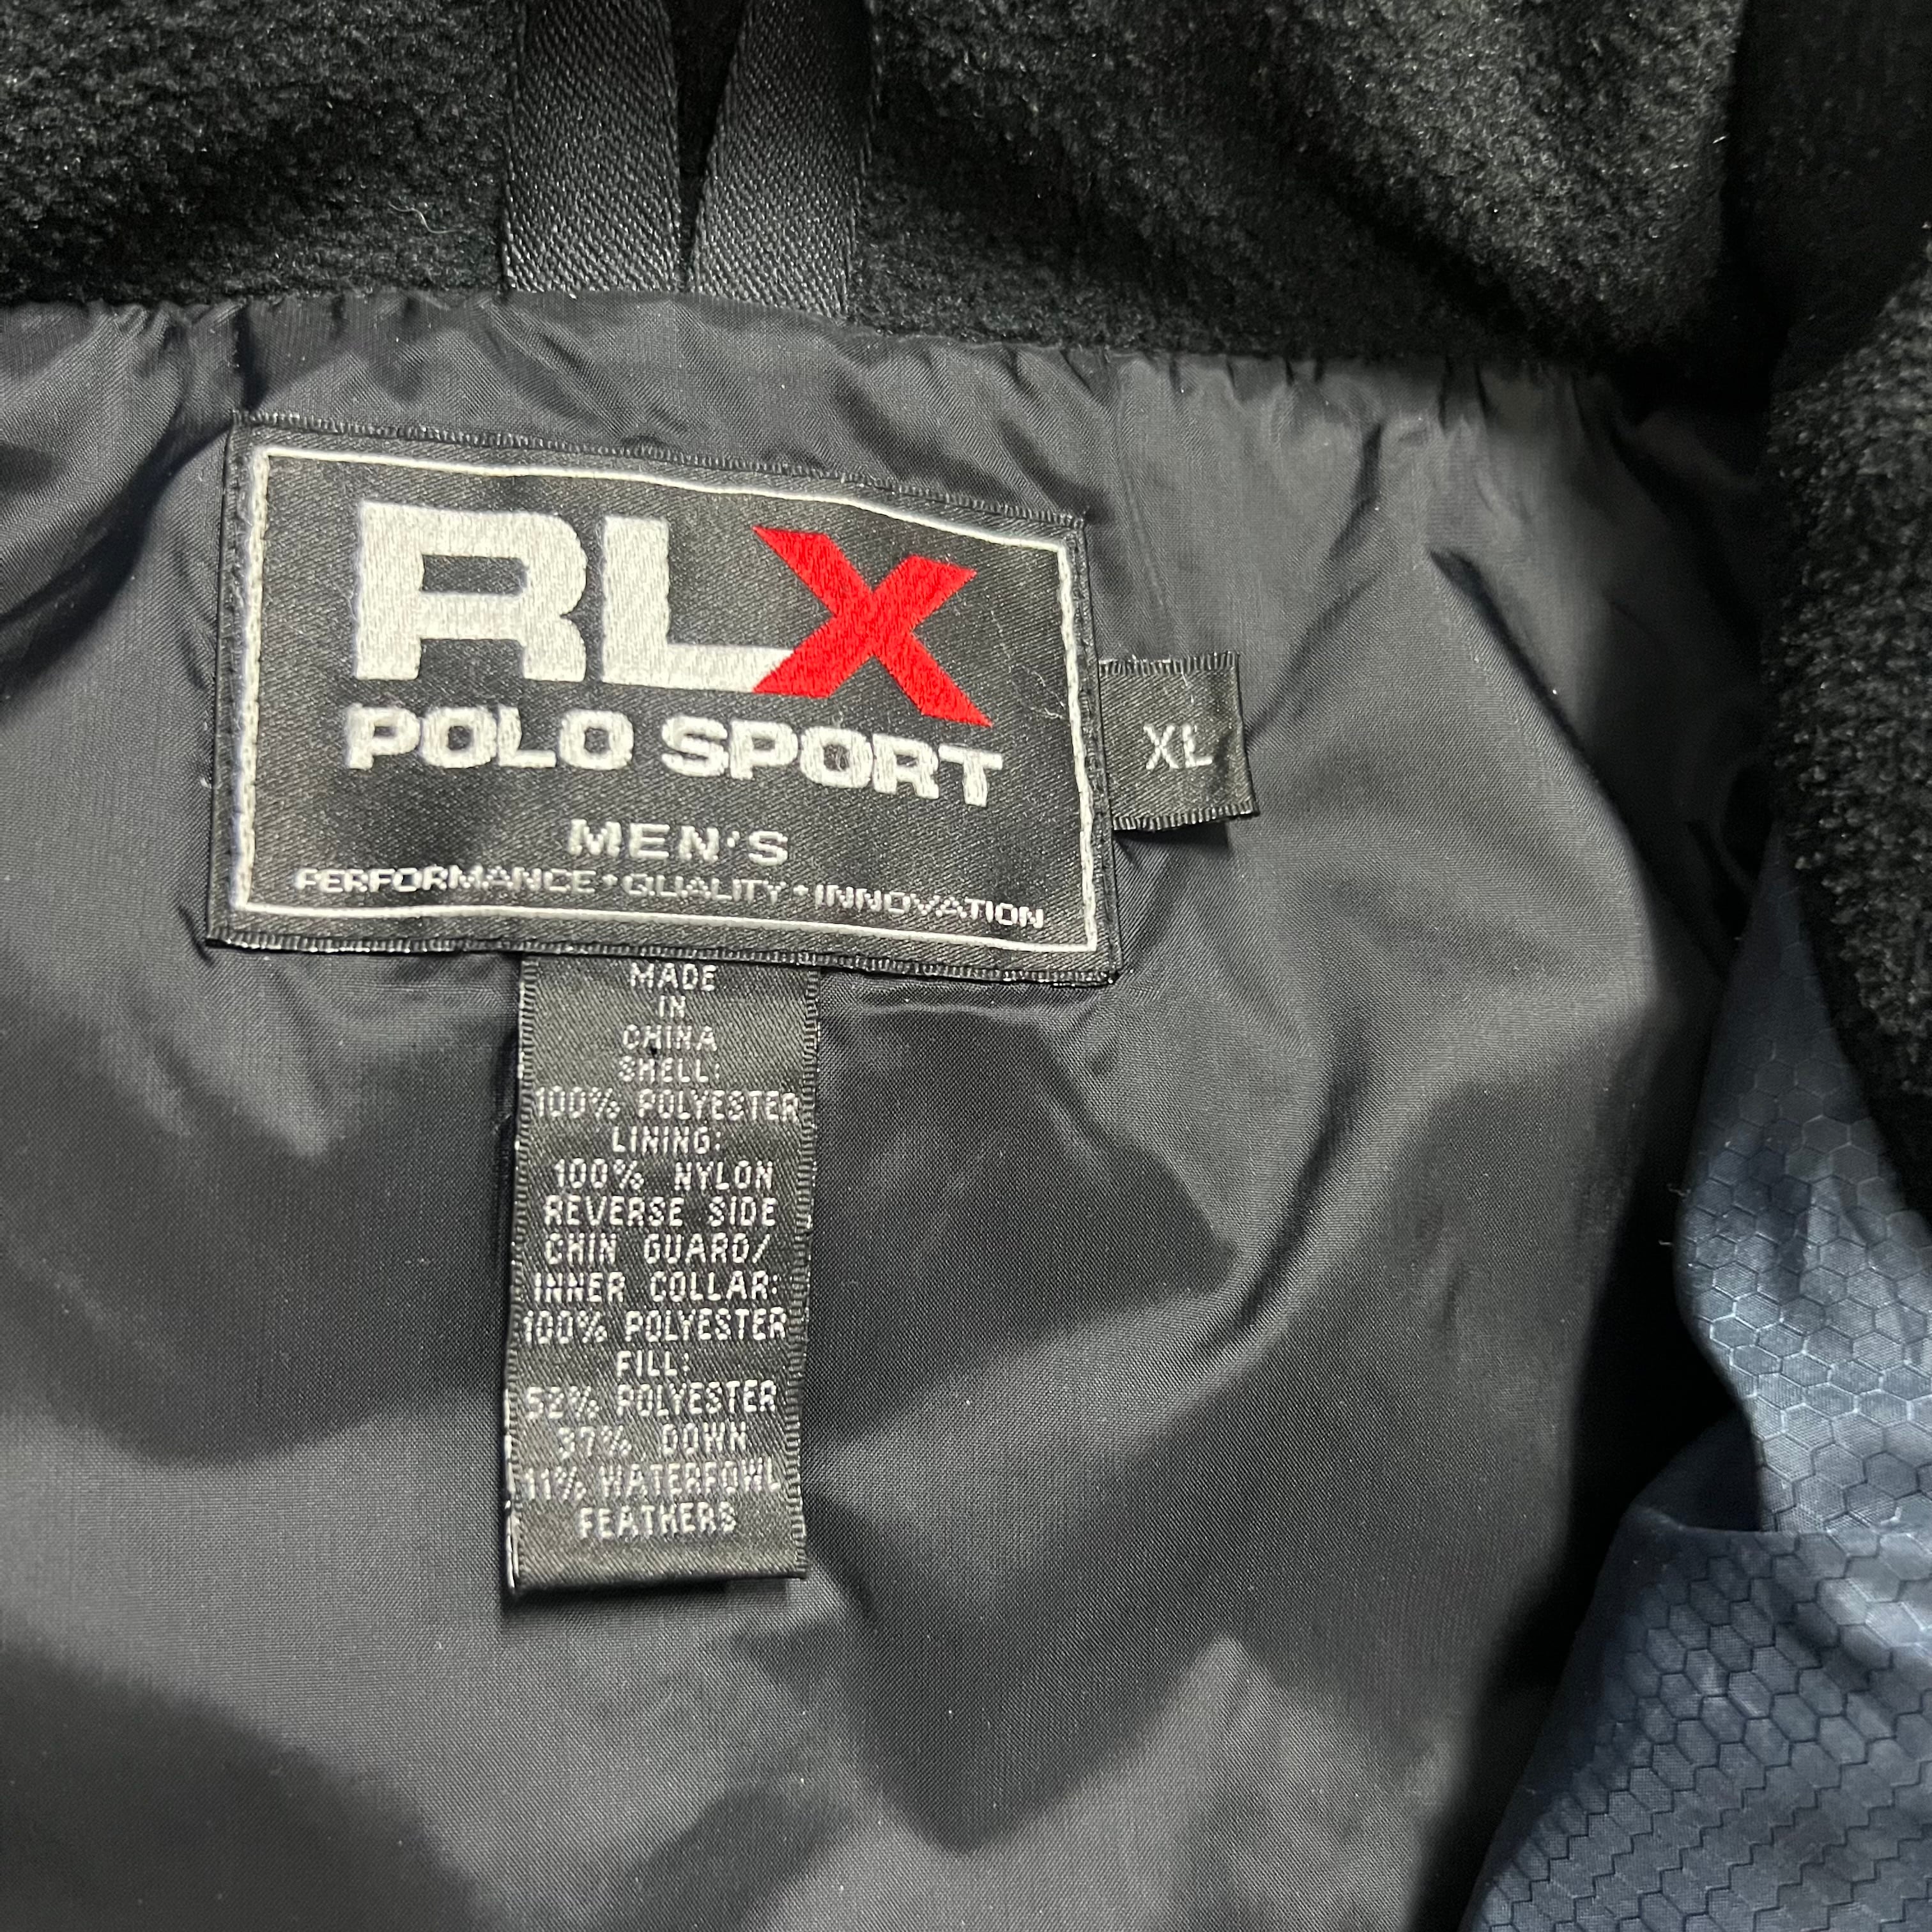 RLX
POLO SPORT
MEN'S
PERFORMANCE • QUALITY • INNOVATION
XL
MADE
IN
CHINA
SHELL:
100% POLYESTER
LINING:
100% NYLON
REVERSE SIDE
CHIN GUARD/
INNER COLLAR:
100% POLYESTER
FILL:
52% POLYESTER
37% DOWN
11% WATERFOWL
FEATHERS